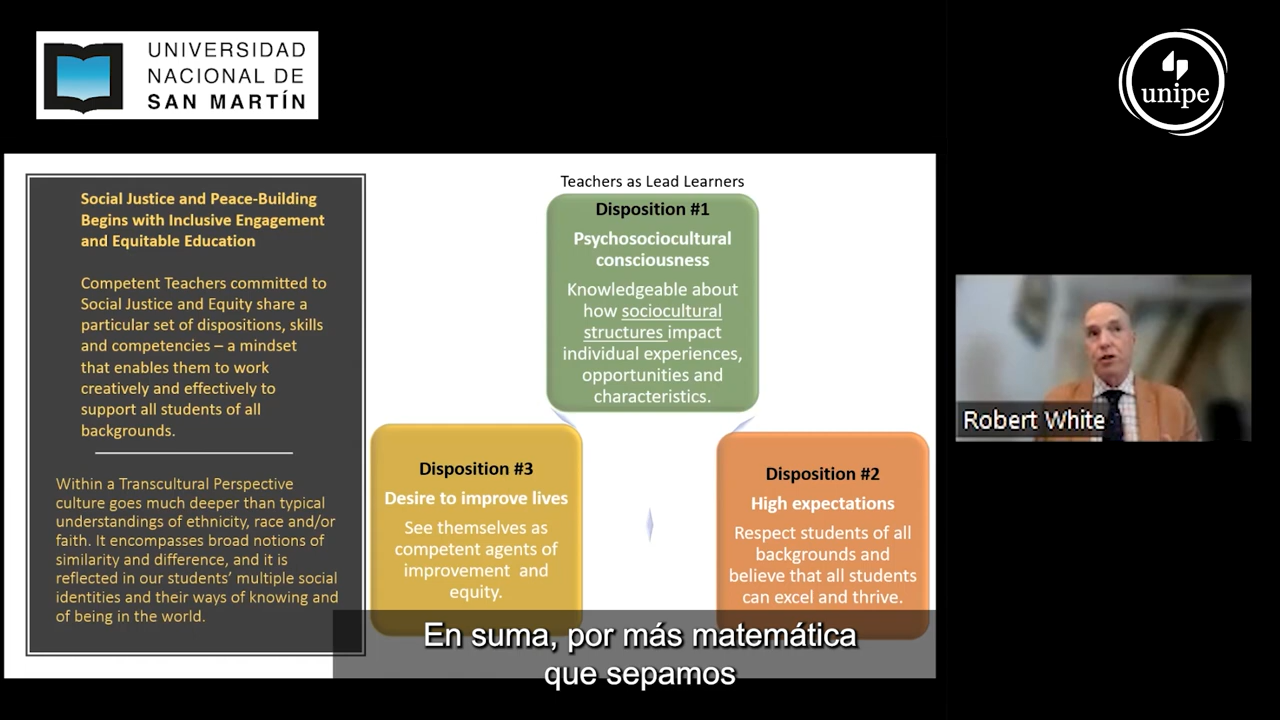 UNIVERSIDAD
NACIONAL DE
SAN MARTÍN
unipe
Social Justice and Peace-Building
Begins with Inclusive Engagement
and Equitable Education
Competent Teachers committed to
Social Justice and Equity share a
particular set of dispositions, skills
and competencies – a mindset
that enables them to work
creatively and effectively to
support all students of all
backgrounds.
Within a Transcultural Perspective
culture goes much deeper than typical
understandings of ethnicity, race and/or
faith. It encompasses broad notions of
similarity and difference, and it is
reflected in our students’ multiple social
identities and their ways of knowing and
of being in the world.
Teachers as Lead Learners
Disposition #1
Psychosociocultural
consciousness
Knowledgeable about
how sociocultural
structures impact
individual experiences,
opportunities and
characteristics.
Disposition #3
Desire to improve lives
See themselves as
competent agents of
improvement and
equity.
Disposition #2
High expectations
Respect students of all
backgrounds and
believe that all students
can excel and thrive.
Robert White
En suma, por más matemática
que sepamos